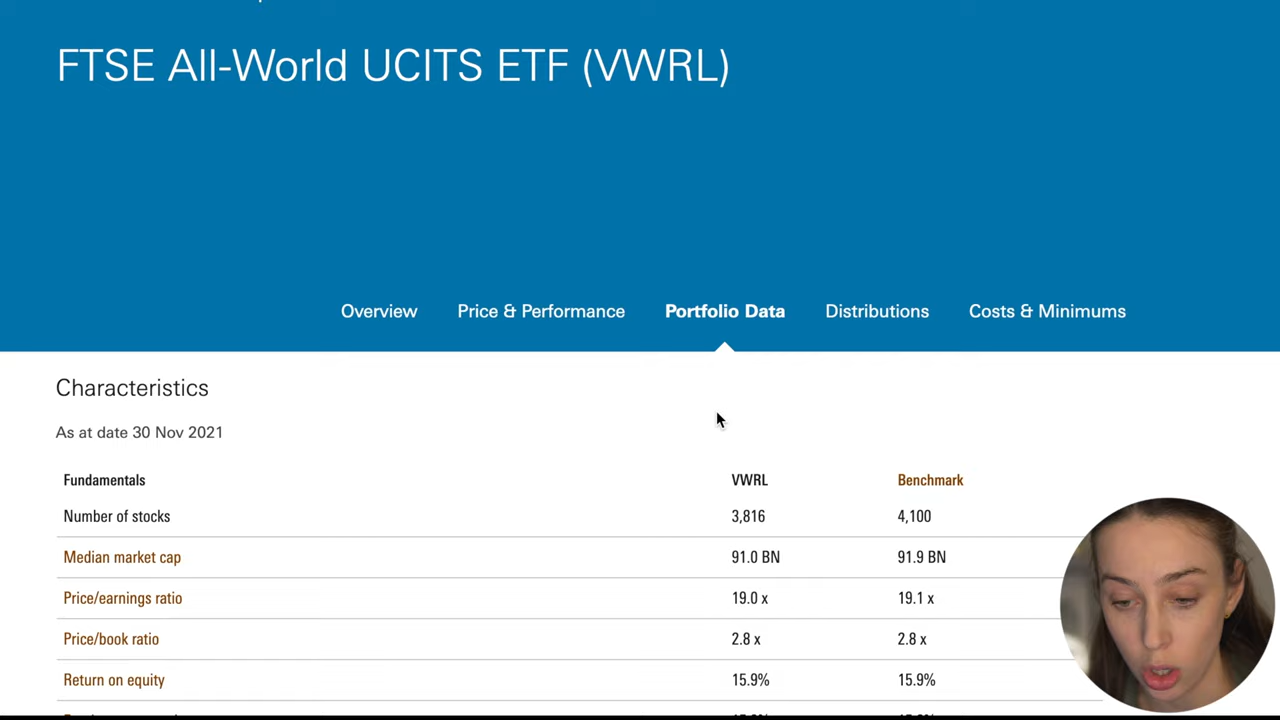 FTSE All-World UCITS ETF (VWRL)
Overview Price & Performance Portfolio Data Distributions Costs & Minimums
Characteristics
As at date 30 Nov 2021
Fundamentals VWRL Benchmark
Number of stocks 3,816 4,100
Median market cap 91.0 BN 91.9 BN
Price/earnings ratio 19.0 x 19.1 x
Price/book ratio 2.8 x 2.8 x
Return on equity 15.9% 15.9%